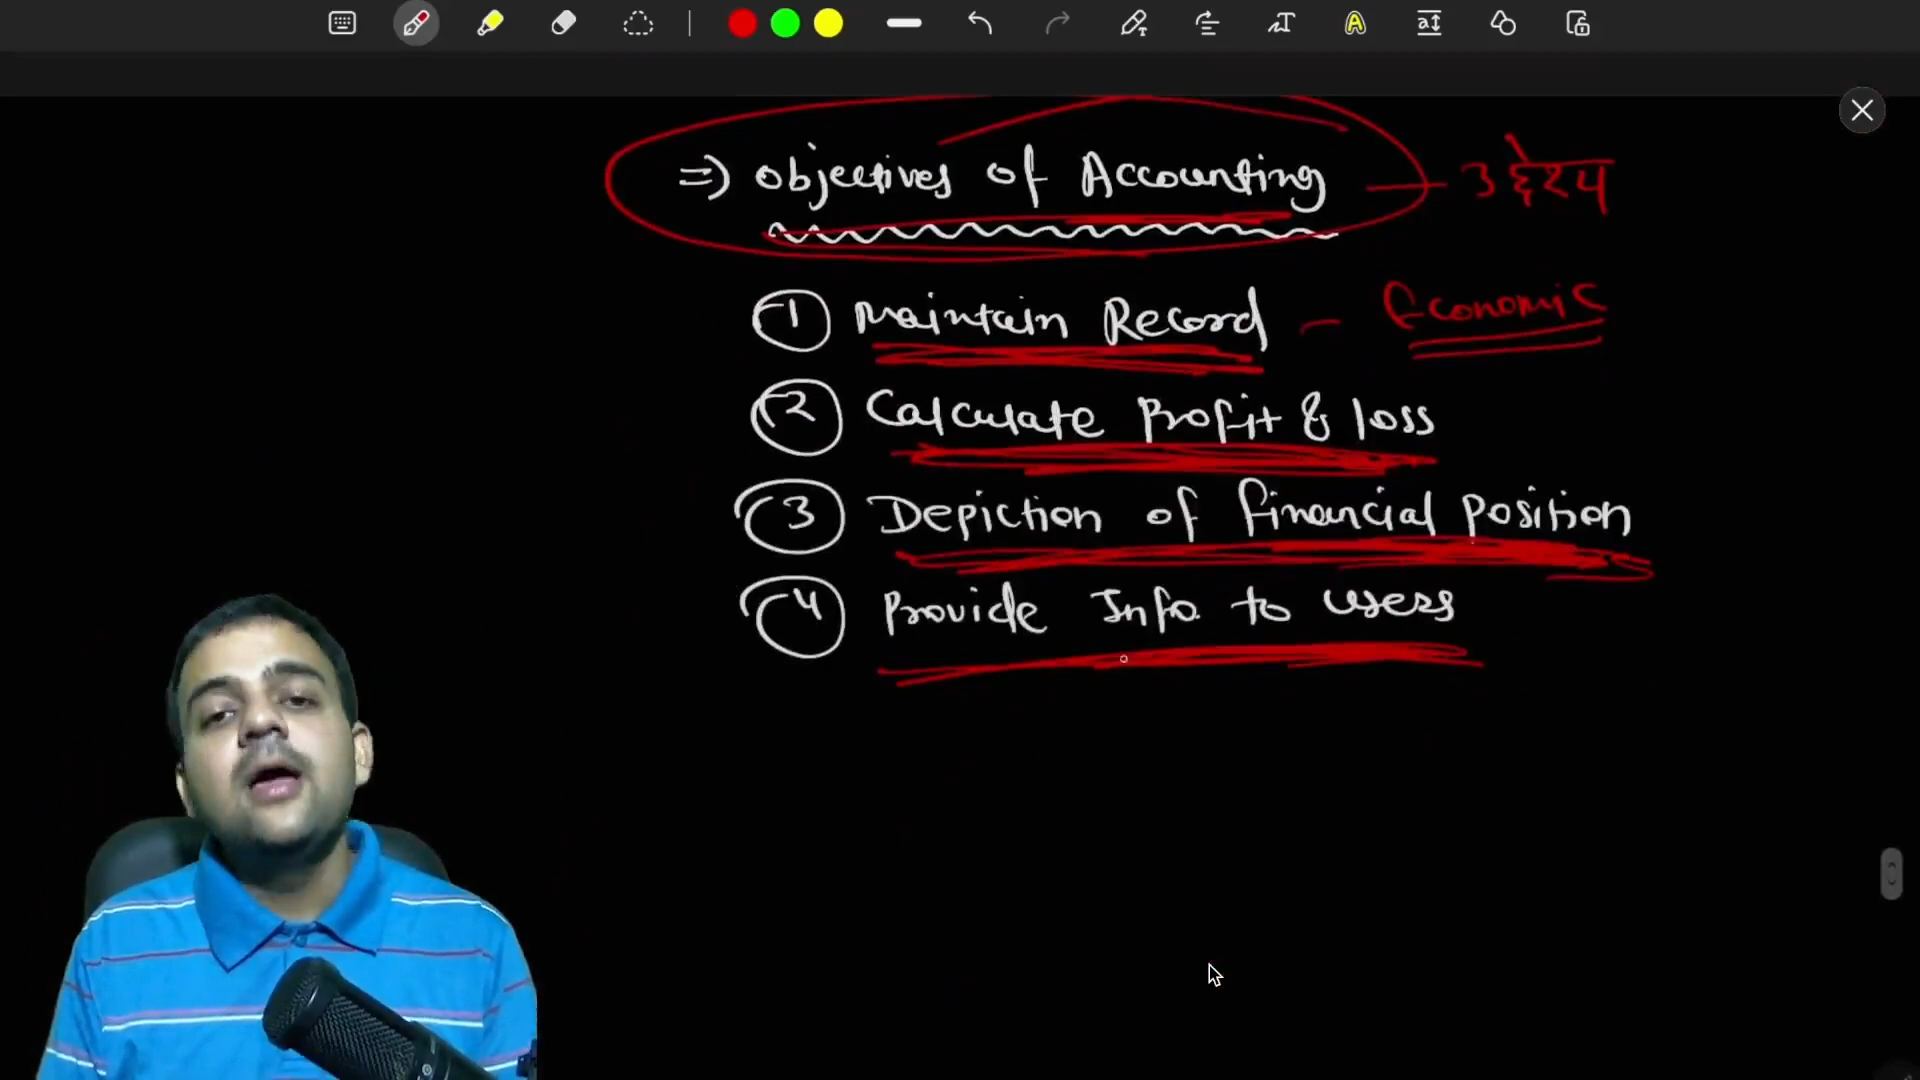 =) Objectives of Accounting - उद्देश्य
1 Maintain Record - Economic
2 Calculate Profit & loss
3 Depiction of financial position
4 Provide Info. to users